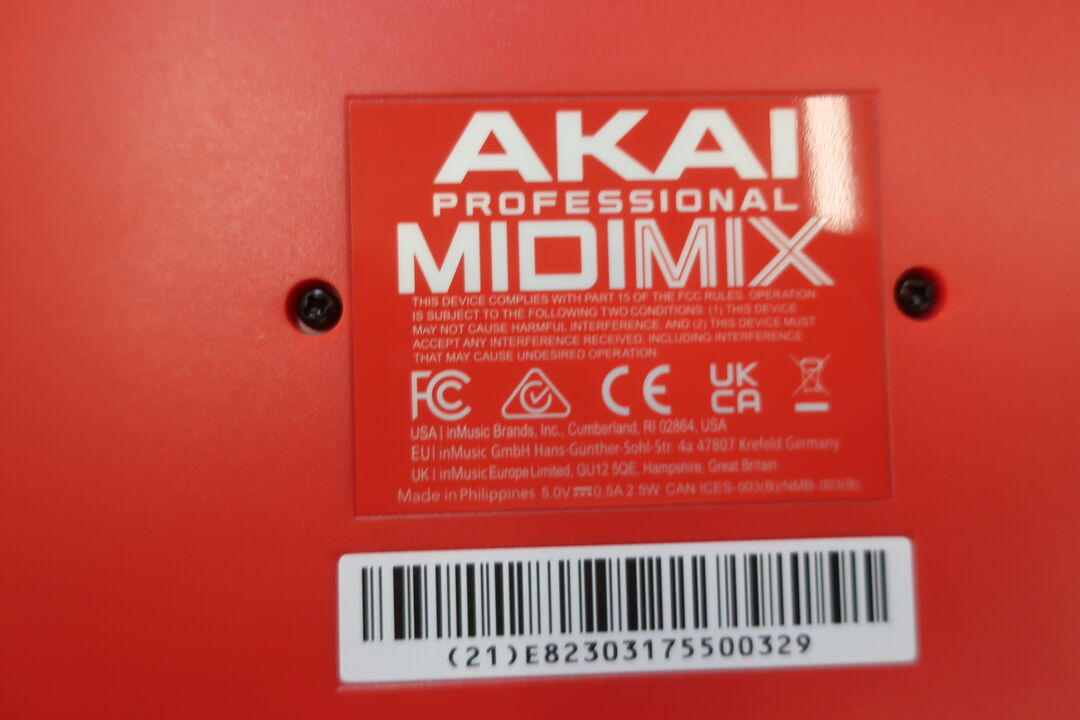 AKAI
PROFESSIONAL
MIDIMIX
THIS DEVICE COMPLIES WITH PART 15 OF THE FCC RULES. OPERATION
IS SUBJECT TO THE FOLLOWING TWO CONDITIONS: (1) THIS DEVICE
MAY NOT CAUSE HARMFUL INTERFERENCE, AND (2) THIS DEVICE MUST
ACCEPT ANY INTERFERENCE RECEIVED, INCLUDING INTERFERENCE
THAT MAY CAUSE UNDESIRED OPERATION.
FC CE UK CA
USA | inMusic Brands, Inc., Cumberland, RI 02864, USA
EU | inMusic GmbH Hans-Günther-Sohl-Str. 4a 47807 Krefeld Germany
UK | inMusic Europe Limited, GU12 5QE, Hampshire, Great Britain
Made in Philippines 5.0V⎓0.5A 2.5W CAN ICES-003(B)/NMB-003(B)
(21)E82303175500329